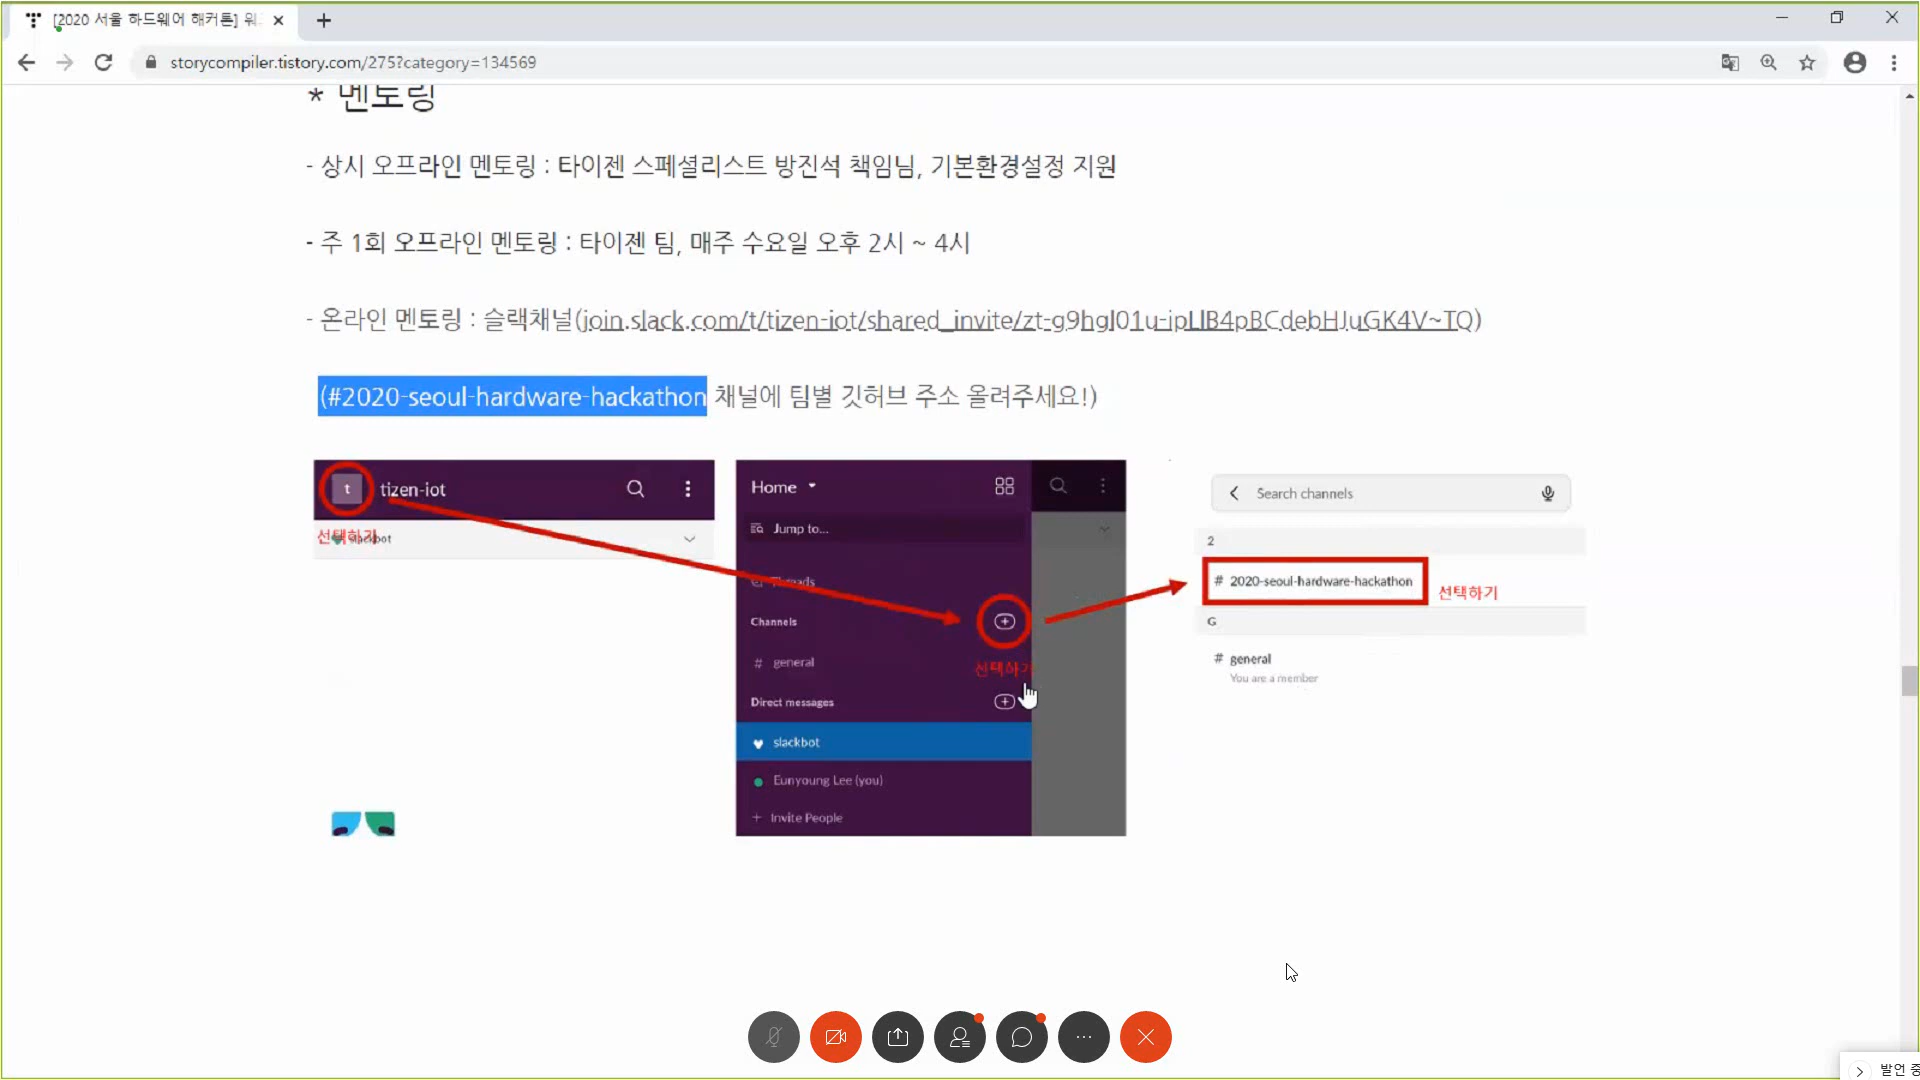 [2020 서울 하드웨어 해커톤] 워
storycompiler.tistory.com/275?category=134569
* 멘토링
- 상시 오프라인 멘토링 : 타이젠 스페셜리스트 방진석 책임님, 기본환경설정 지원
- 주 1회 오프라인 멘토링 : 타이젠 팀, 매주 수요일 오후 2시 ~ 4시
- 온라인 멘토링 : 슬랙채널(join.slack.com/t/tizen-iot/shared_invite/zt-g9hgl01u-ipLlB4pBCdebHJuGK4V~TQ)
(#2020-seoul-hardware-hackathon 채널에 팀별 깃허브 주소 올려주세요!)
t tizen-iot
선택하기
slackbot
Home
Jump to...
Threads
Channels
# general
선택하기
Direct messages
slackbot
Eunyoung Lee (you)
+ Invite People
Search channels
2
# 2020-seoul-hardware-hackathon
선택하기
G
# general
You are a member
발언 중